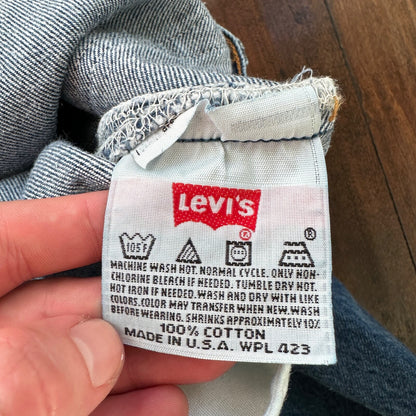 LEVI'S
®
105F
®
MACHINE WASH HOT. NORMAL CYCLE. ONLY NON-
CHLORINE BLEACH IF NEEDED. TUMBLE DRY HOT.
HOT IRON IF NEEDED. WASH AND DRY WITH LIKE
COLORS. COLOR MAY TRANSFER WHEN NEW. WASH
BEFORE WEARING. SHRINKS APPROXIMATELY 10%
100% COTTON
MADE IN U.S.A. WPL 423